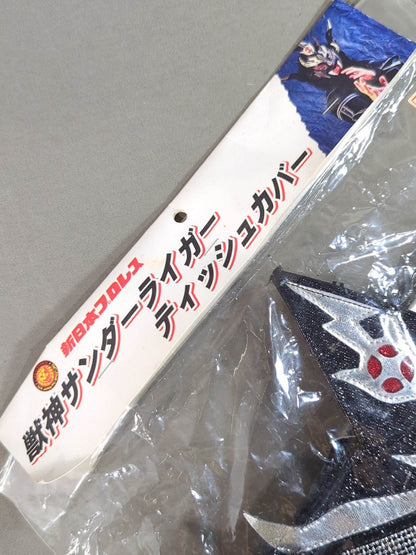 新日本プロレス
獣神サンダーライガー
ティッシュカバー